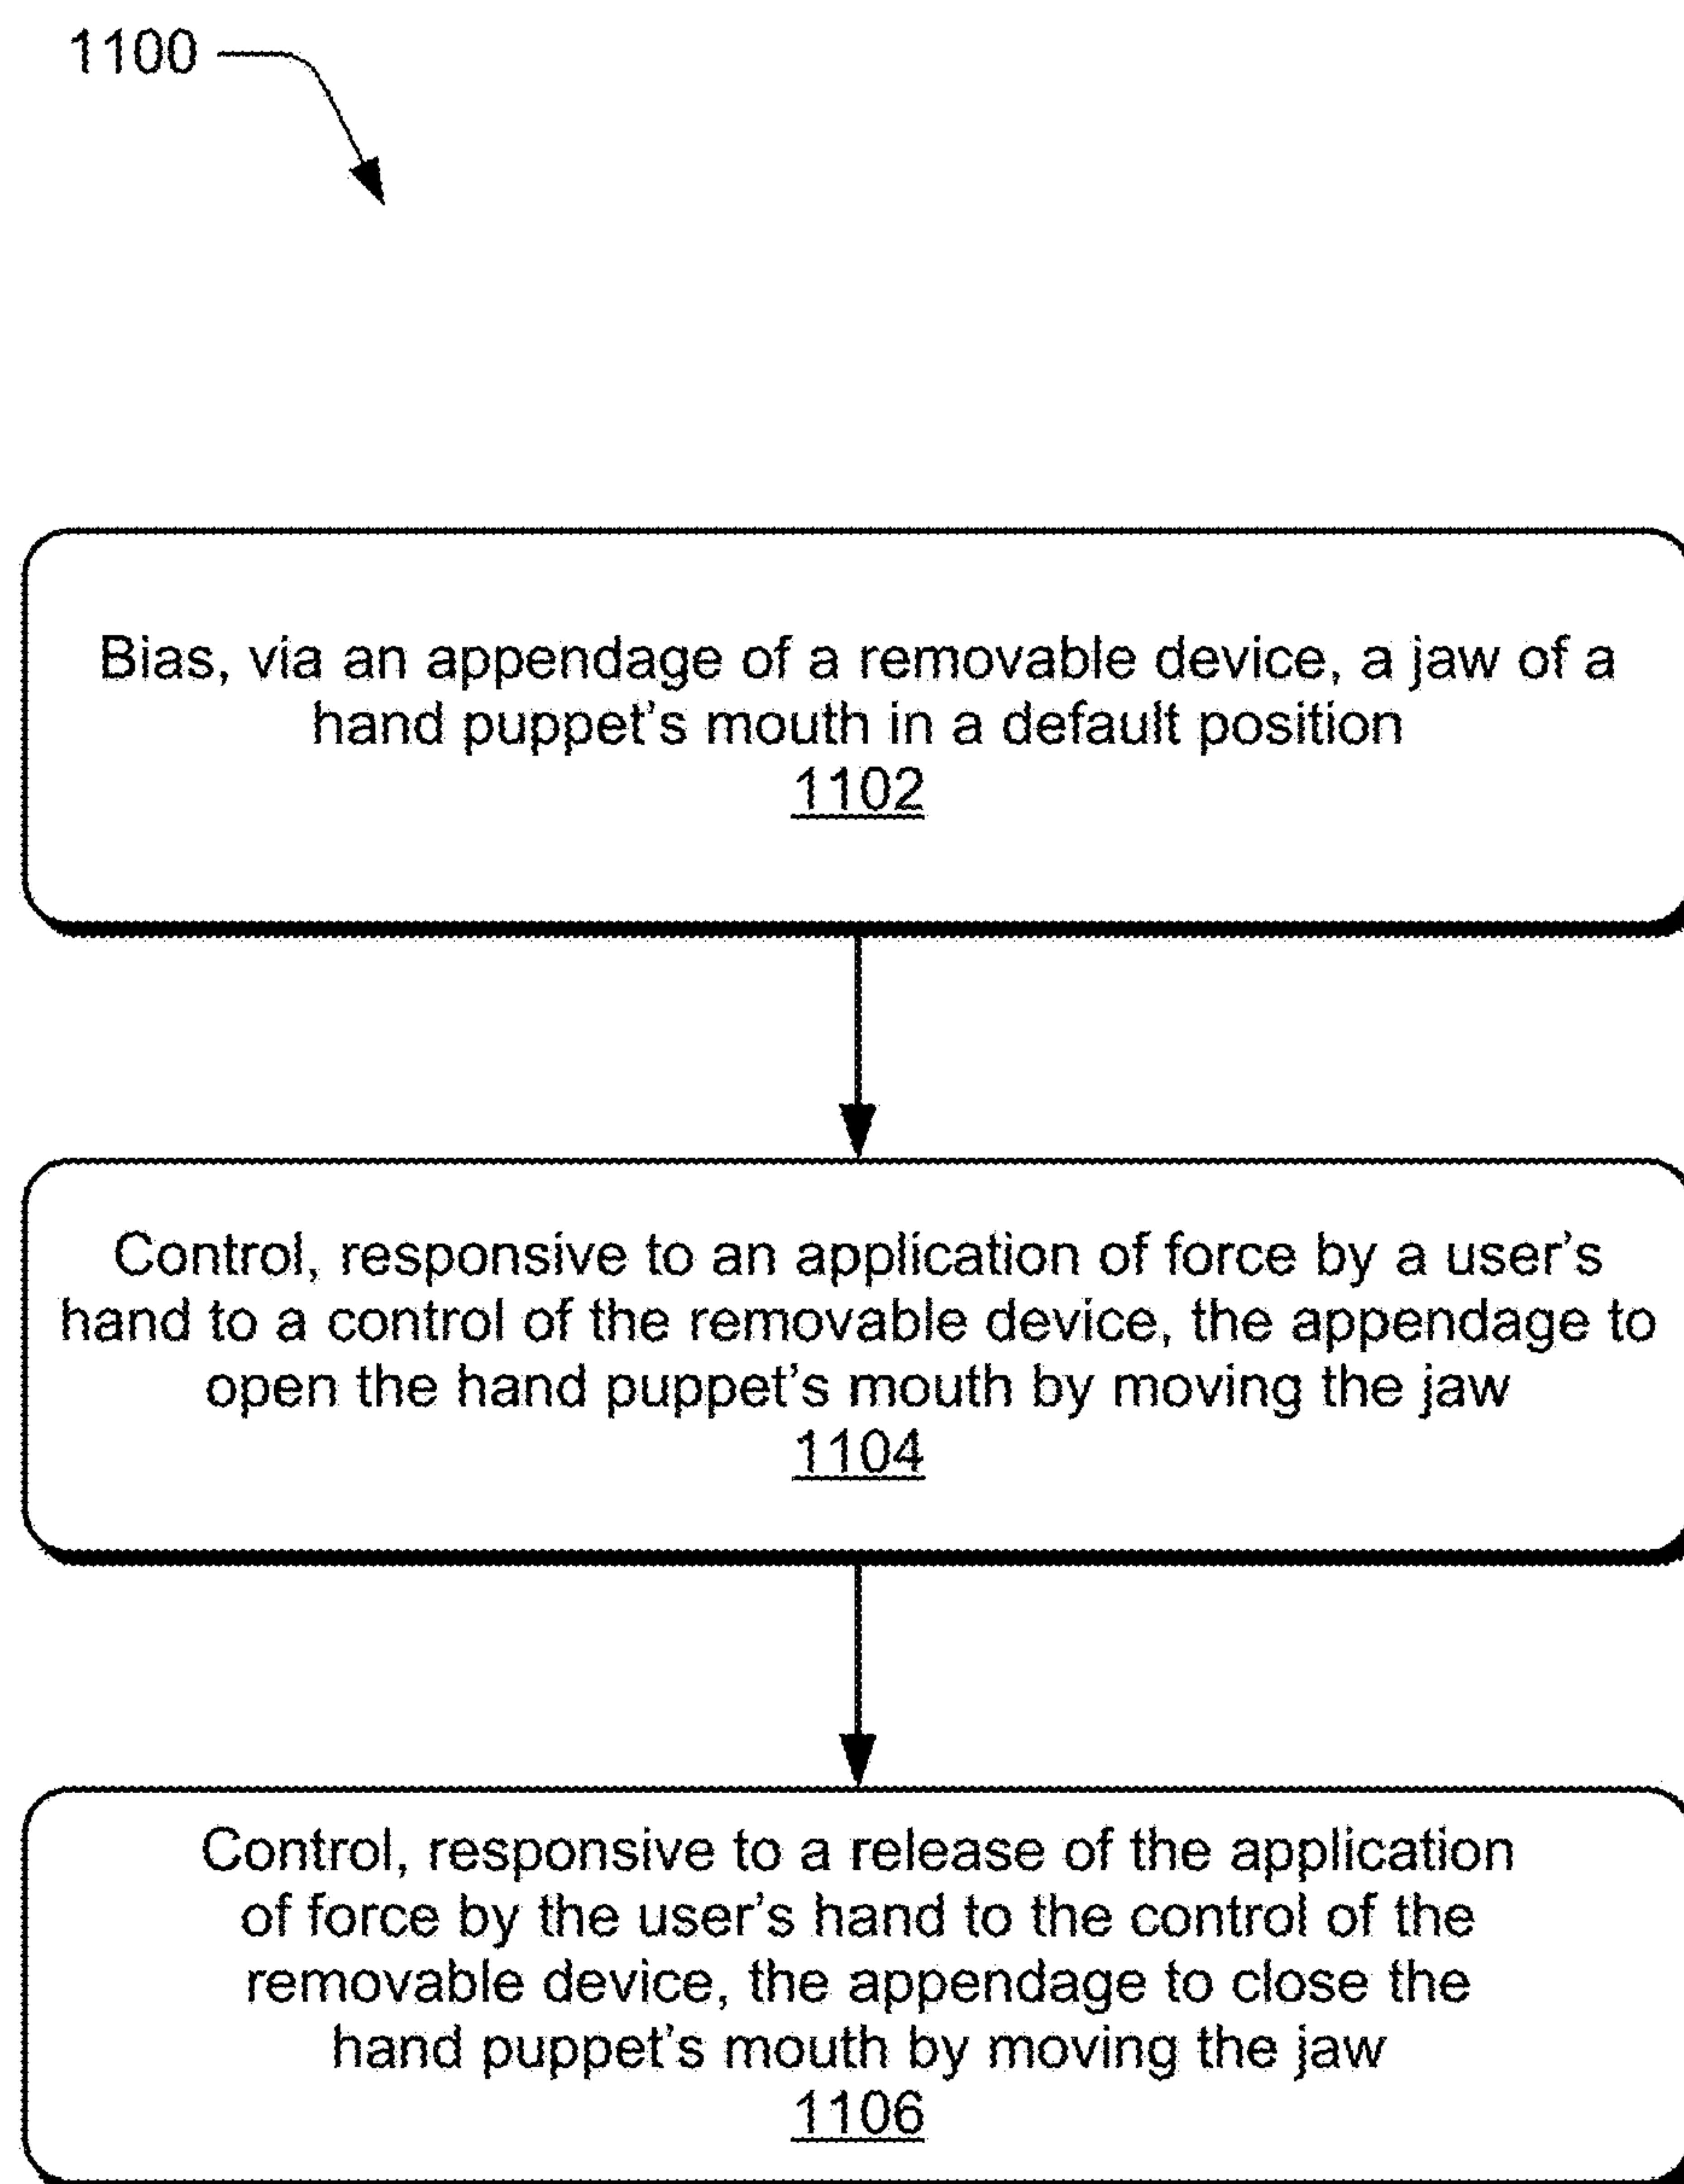 1100
Bias, via an appendage of a removable device, a jaw of a
hand puppet's mouth in a default position
1102
Control, responsive to an application of force by a user's
hand to a control of the removable device, the appendage to
open the hand puppet's mouth by moving the jaw
1104
Control, responsive to a release of the application
of force by the user's hand to the control of the
removable device, the appendage to close the
hand puppet's mouth by moving the jaw
1106